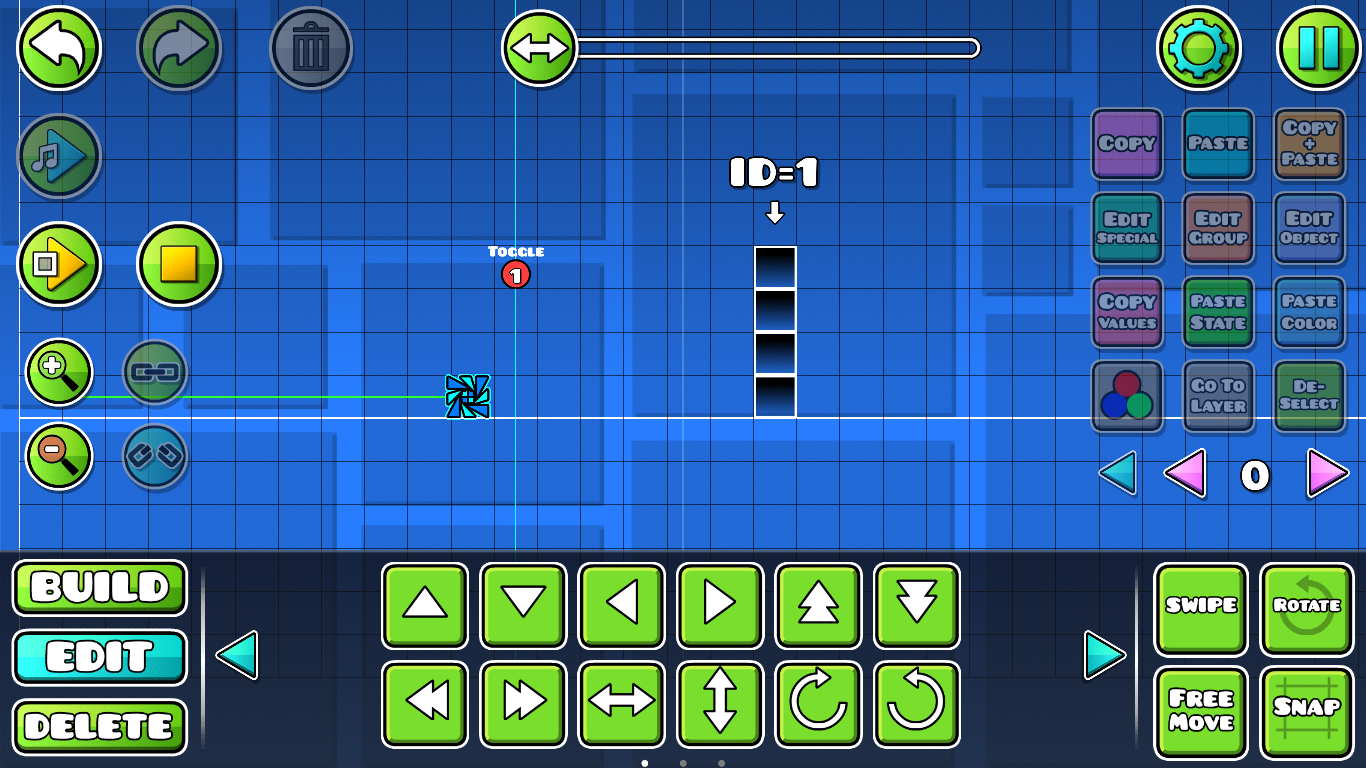 COPY
PASTE
COPY
+
PASTE
ID=1
EDIT
SPECIAL
EDIT
GROUP
EDIT
OBJECT
TOGGLE
1
COPY
VALUES
PASTE
STATE
PASTE
COLOR
GO TO
LAYER
DE-
SELECT
0
BUILD
EDIT
DELETE
SWIPE
ROTATE
FREE
MOVE
SNAP